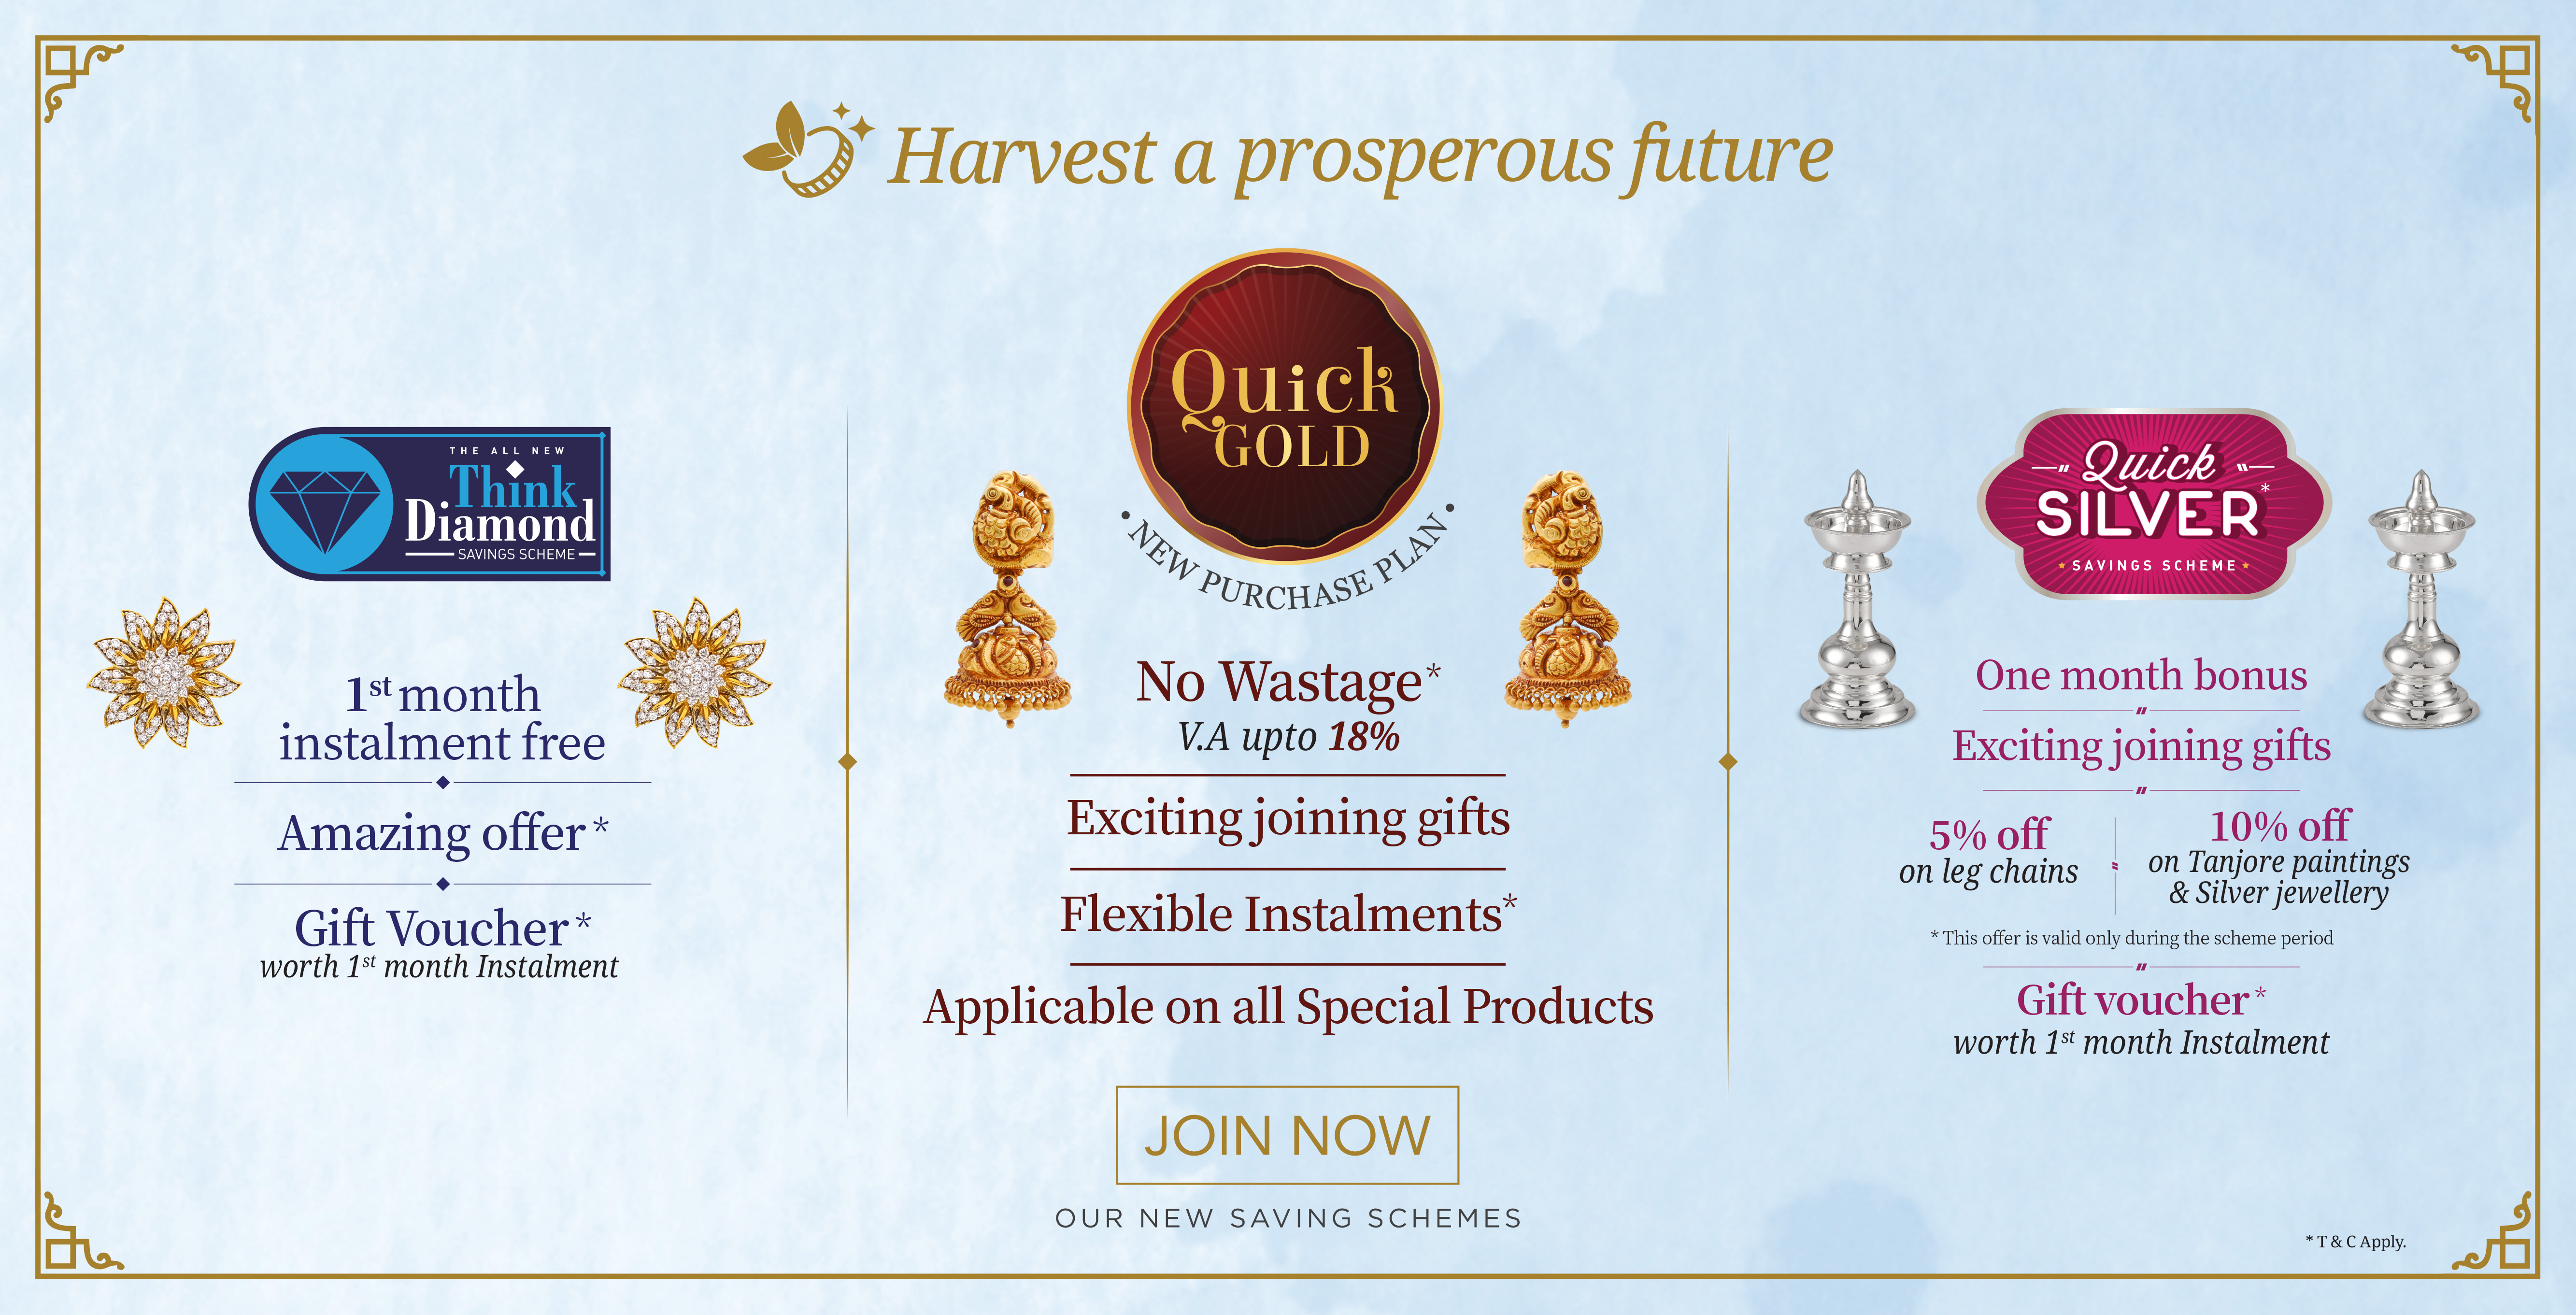 Harvest a prosperous future
THE ALL NEW
Think
Diamond
SAVINGS SCHEME
1st month
instalment free
Amazing offer*
Gift Voucher*
worth 1st month Instalment
Quick
GOLD
• NEW PURCHASE PLAN •
No Wastage*
V.A upto 18%
Exciting joining gifts
Flexible Instalments*
Applicable on all Special Products
JOIN NOW
OUR NEW SAVING SCHEMES
Quick
SILVER*
SAVINGS SCHEME
One month bonus
Exciting joining gifts
5% off
on leg chains
10% off
on Tanjore paintings
& Silver jewellery
* This offer is valid only during the scheme period
Gift voucher*
worth 1st month Instalment
* T & C Apply.